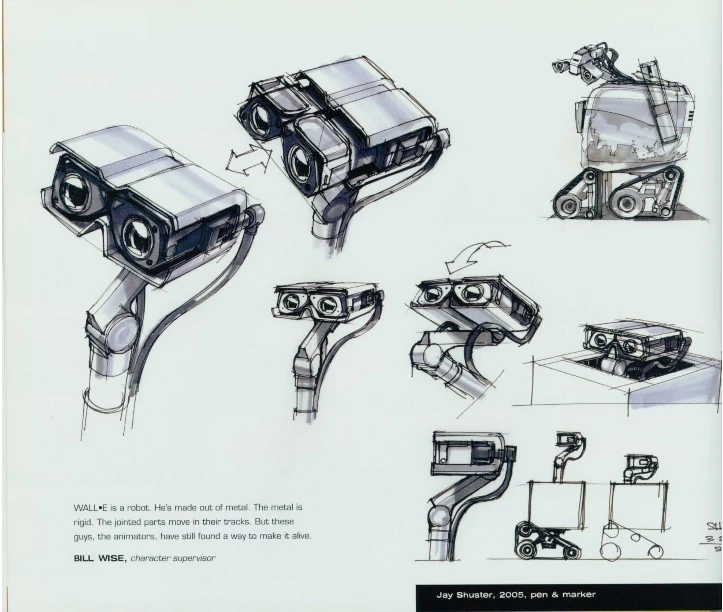 WALL•E is a robot. He's made out of metal. The metal is
rigid. The jointed parts move in their tracks. But these
guys, the animators, have still found a way to make it alive.
BILL WISE, character supervisor
Jay Shuster, 2005, pen & marker